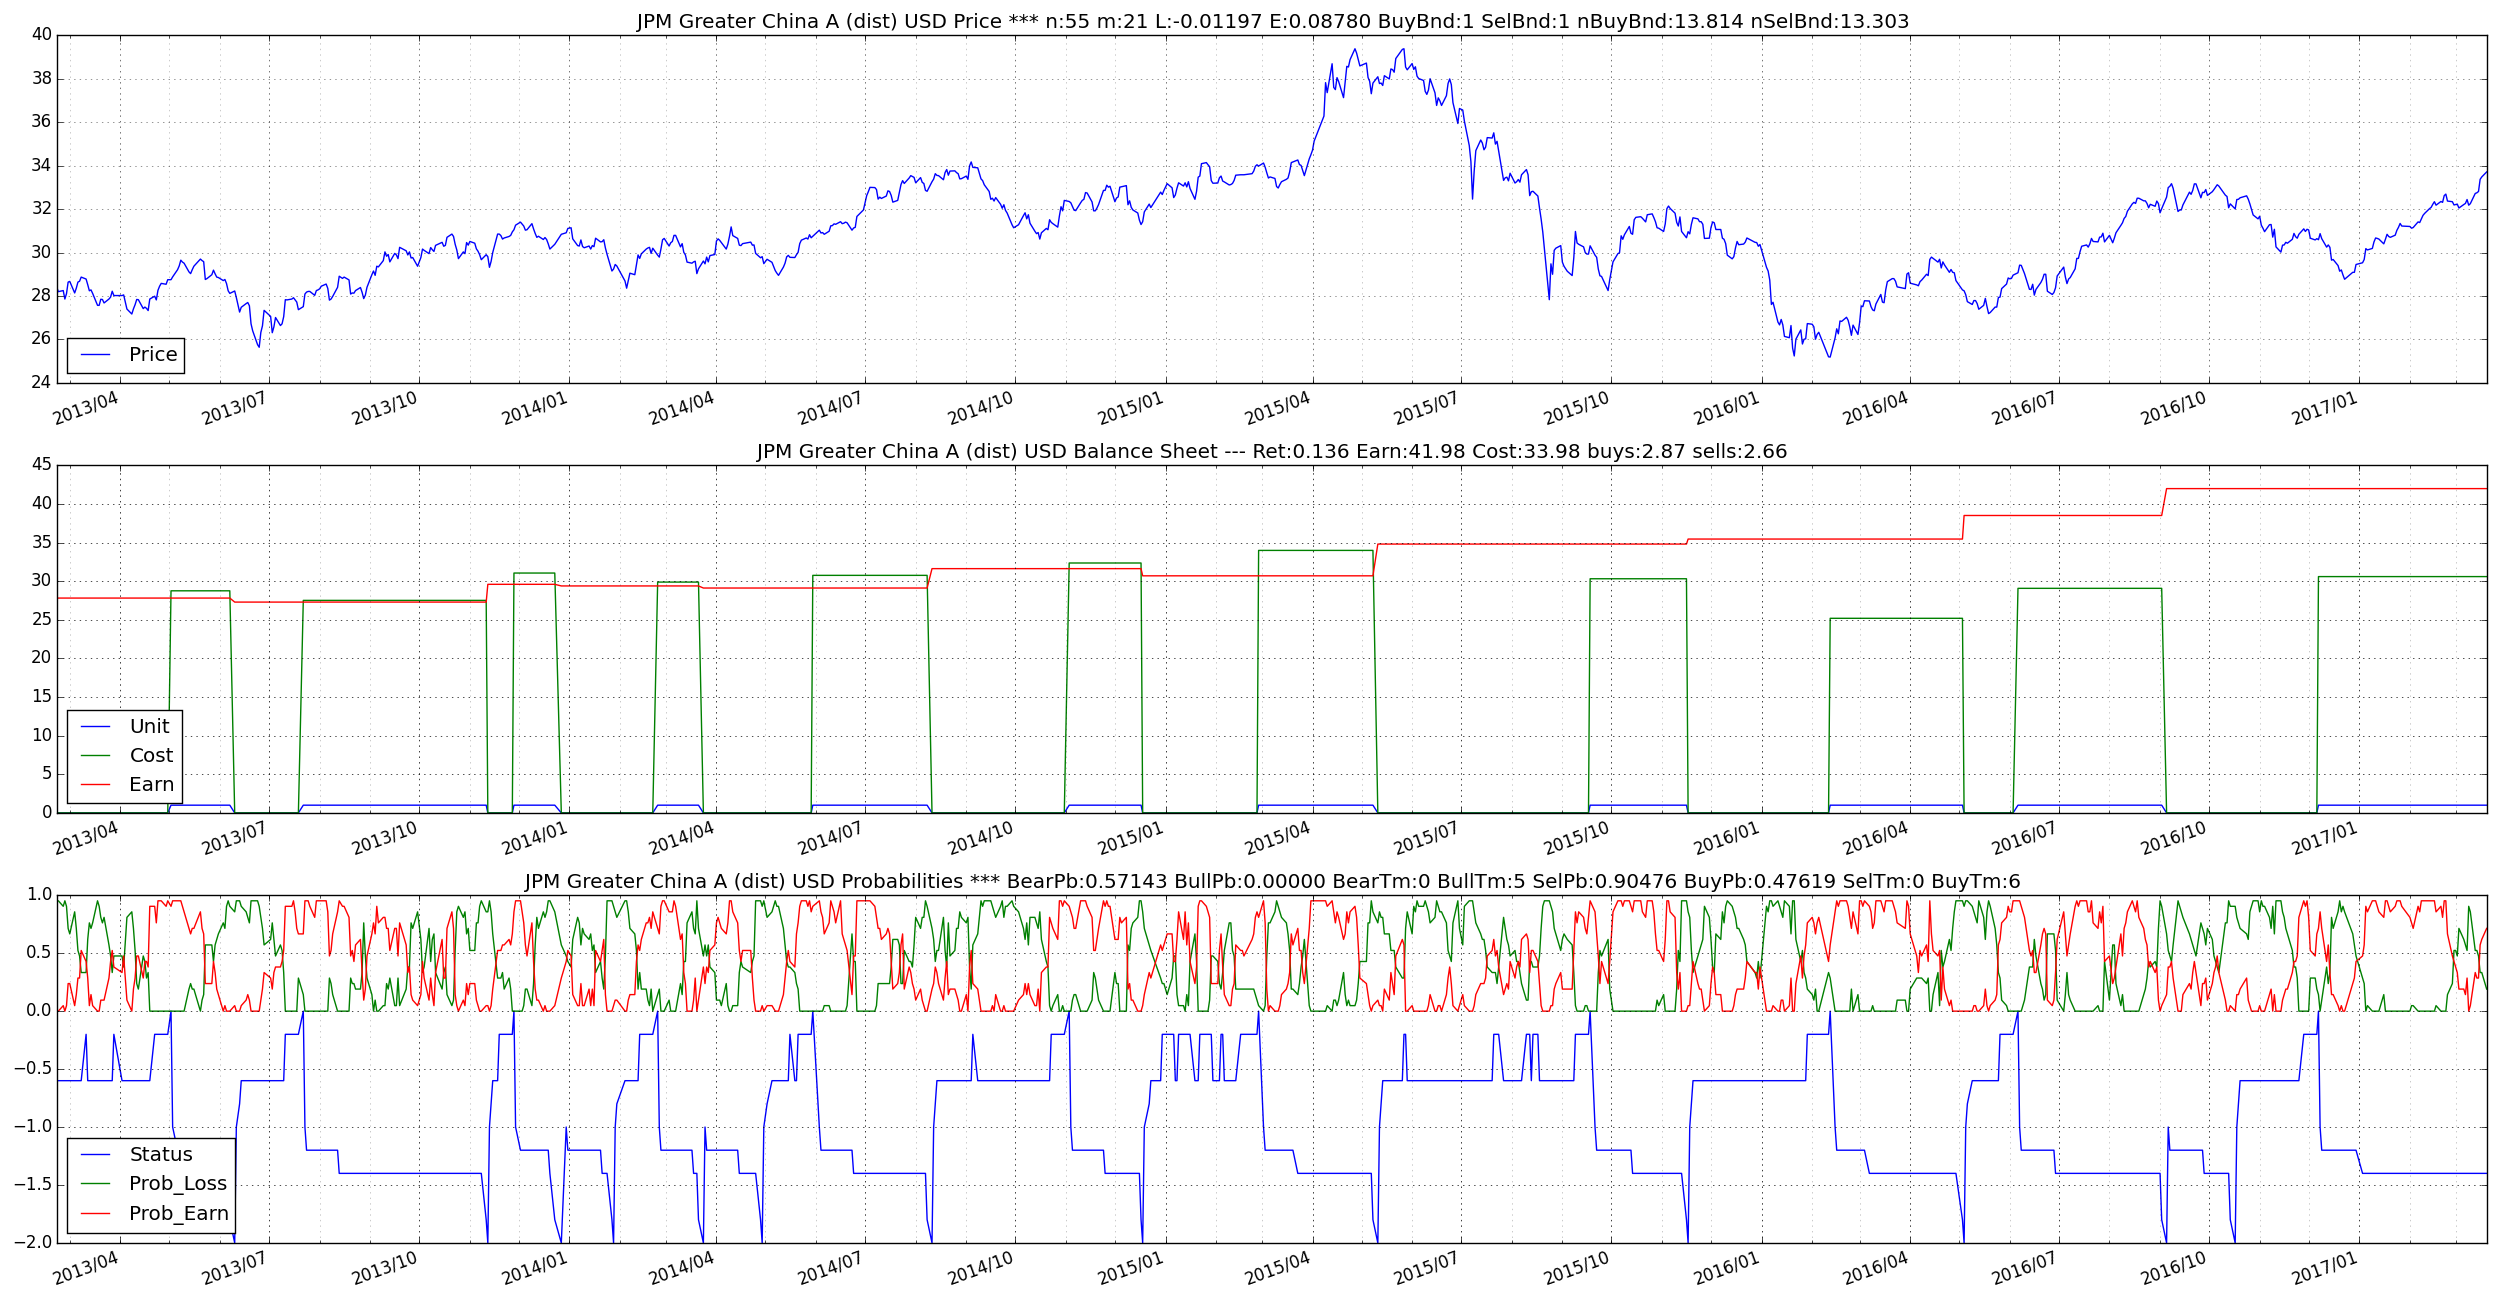 JPM Greater China A (dist) USD Price *** n:55 m:21 L:-0.01197 E:0.08780 BuyBnd:1 SelBnd:1 nBuyBnd:13.814 nSelBnd:13.303
40
38
36
34
32
30
28
26
24
Price
2013/04 2013/07 2013/10 2014/01 2014/04 2014/07 2014/10 2015/01 2015/04 2015/07 2015/10 2016/01 2016/04 2016/07 2016/10 2017/01
JPM Greater China A (dist) USD Balance Sheet --- Ret:0.136 Earn:41.98 Cost:33.98 buys:2.87 sells:2.66
45
40
35
30
25
20
15
10
5
0
Unit
Cost
Earn
2013/04 2013/07 2013/10 2014/01 2014/04 2014/07 2014/10 2015/01 2015/04 2015/07 2015/10 2016/01 2016/04 2016/07 2016/10 2017/01
JPM Greater China A (dist) USD Probabilities *** BearPb:0.57143 BullPb:0.00000 BearTm:0 BullTm:5 SelPb:0.90476 BuyPb:0.47619 SelTm:0 BuyTm:6
1.0
0.5
0.0
−0.5
−1.0
−1.5
−2.0
Status
Prob_Loss
Prob_Earn
2013/04 2013/07 2013/10 2014/01 2014/04 2014/07 2014/10 2015/01 2015/04 2015/07 2015/10 2016/01 2016/04 2016/07 2016/10 2017/01